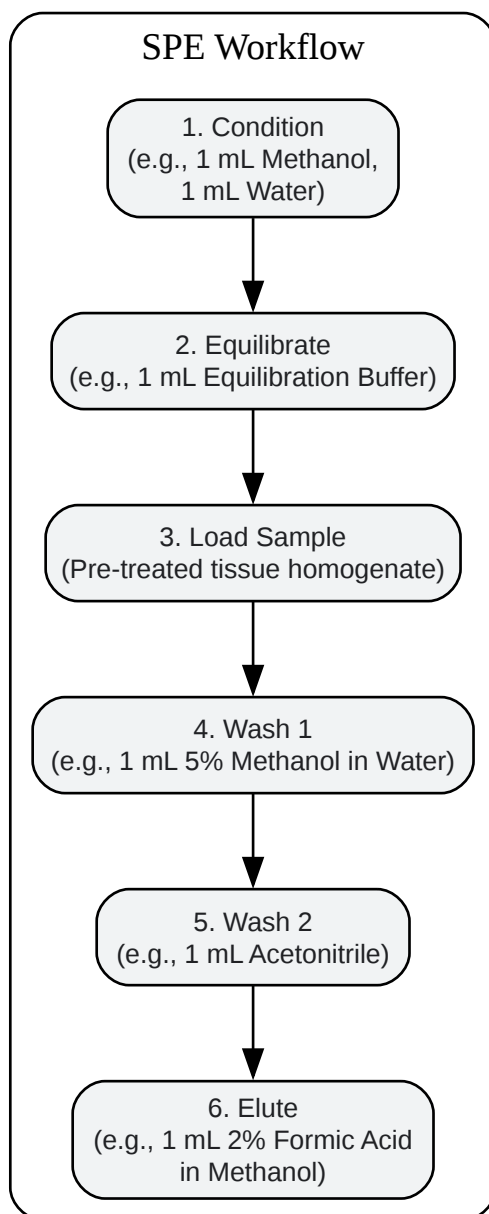 SPE Workflow
1. Condition
(e.g., 1 mL Methanol,
1 mL Water)
2. Equilibrate
(e.g., 1 mL Equilibration Buffer)
3. Load Sample
(Pre-treated tissue homogenate)
4. Wash 1
(e.g., 1 mL 5% Methanol in Water)
5. Wash 2
(e.g., 1 mL Acetonitrile)
6. Elute
(e.g., 1 mL 2% Formic Acid
in Methanol)